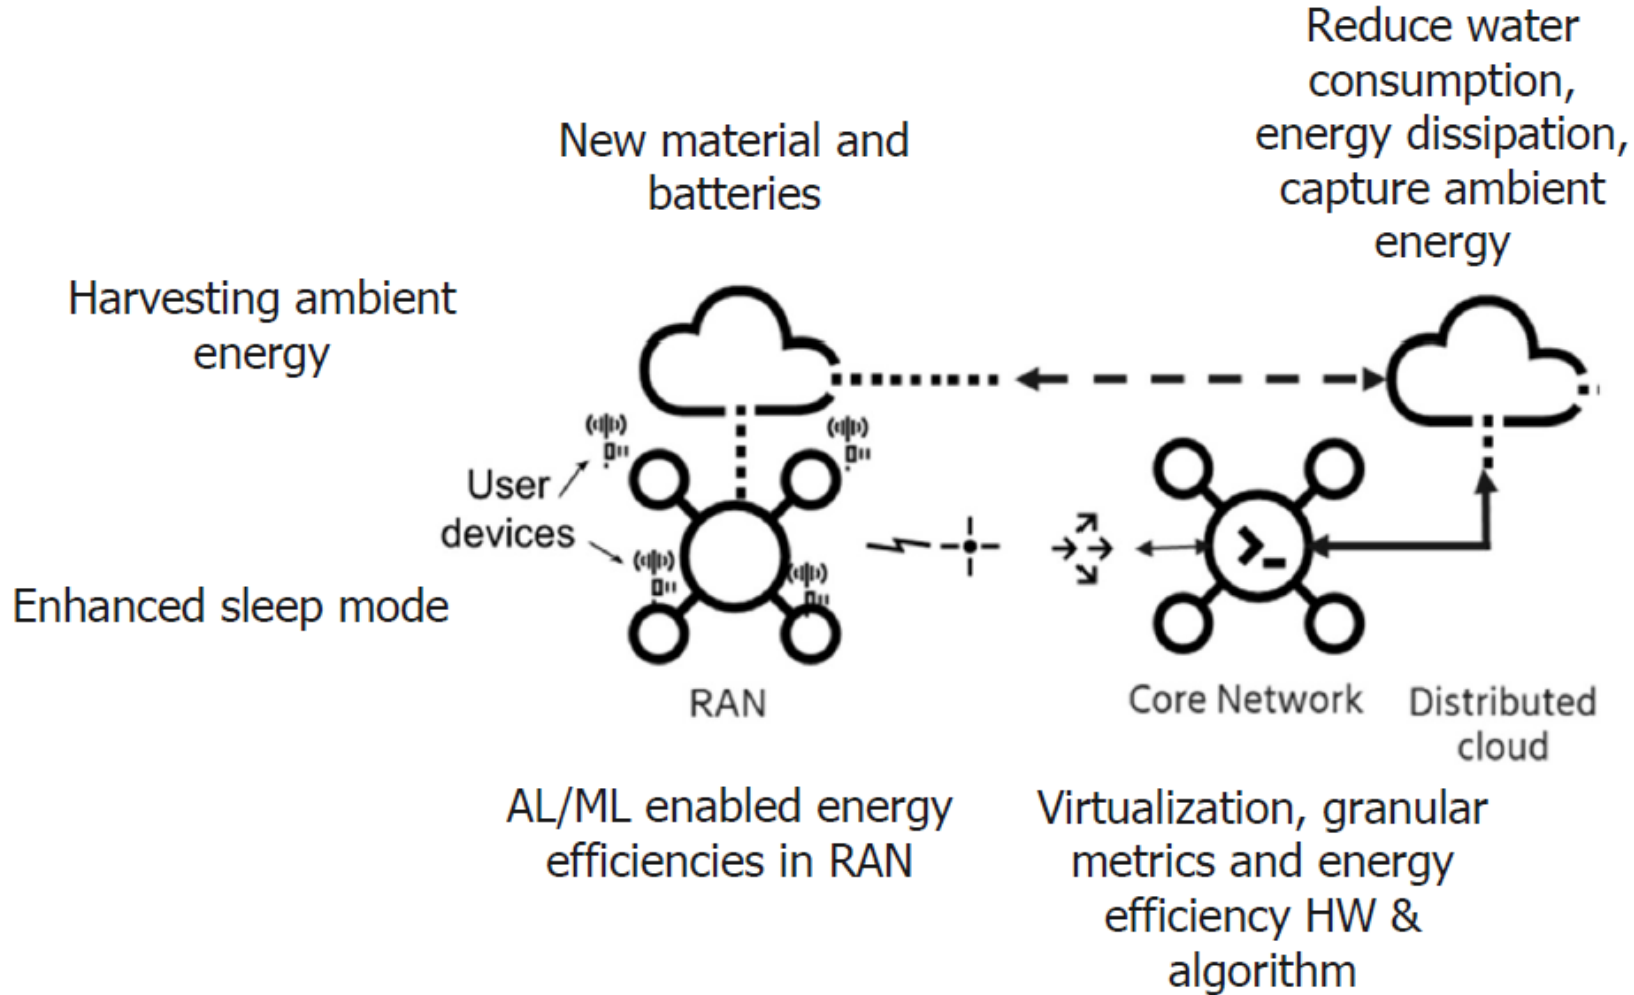 Reduce water
consumption,
energy dissipation,
capture ambient
energy
New material and
batteries
Harvesting ambient
energy
User
devices
Enhanced sleep mode
RAN
Core Network
Distributed
cloud
AL/ML enabled energy
efficiencies in RAN
Virtualization, granular
metrics and energy
efficiency HW &
algorithm